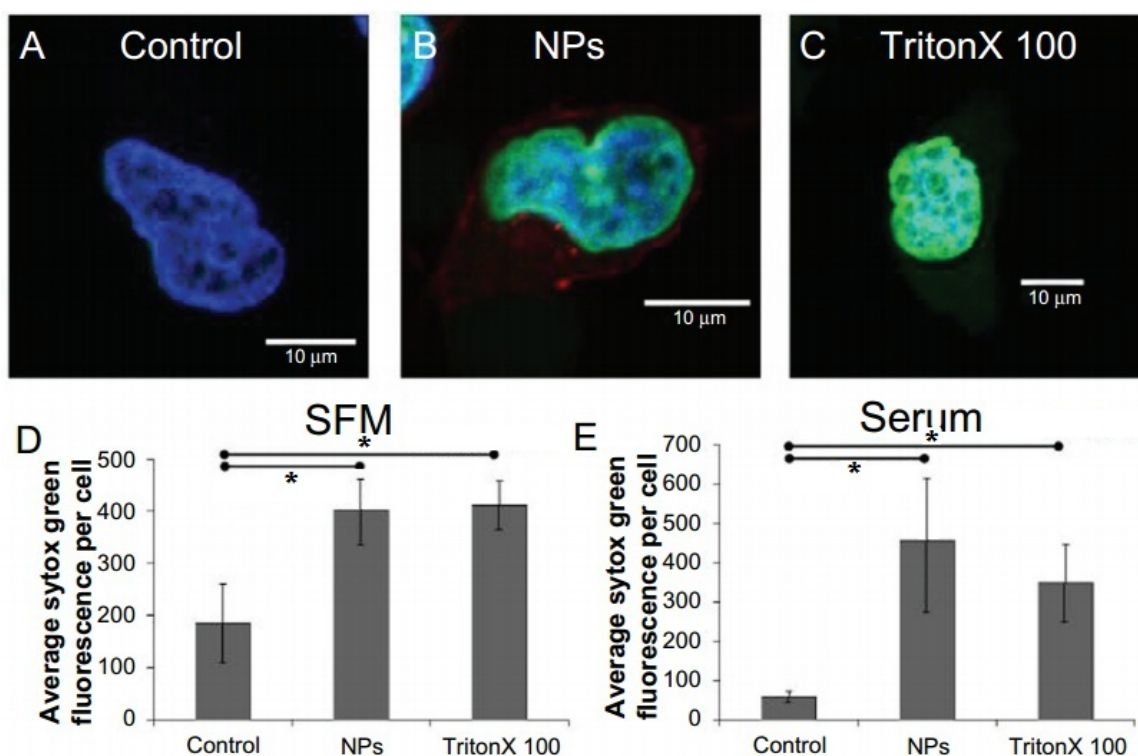 A Control
B NPs
C TritonX 100
10 μm
10 μm
10 μm
D SFM
*
*
Average sytox green
fluorescence per cell
500
400
300
200
100
0
Control NPs TritonX 100
E Serum
*
*
Average sytox green
fluorescence per cell
700
600
500
400
300
200
100
0
Control NPs TritonX 100